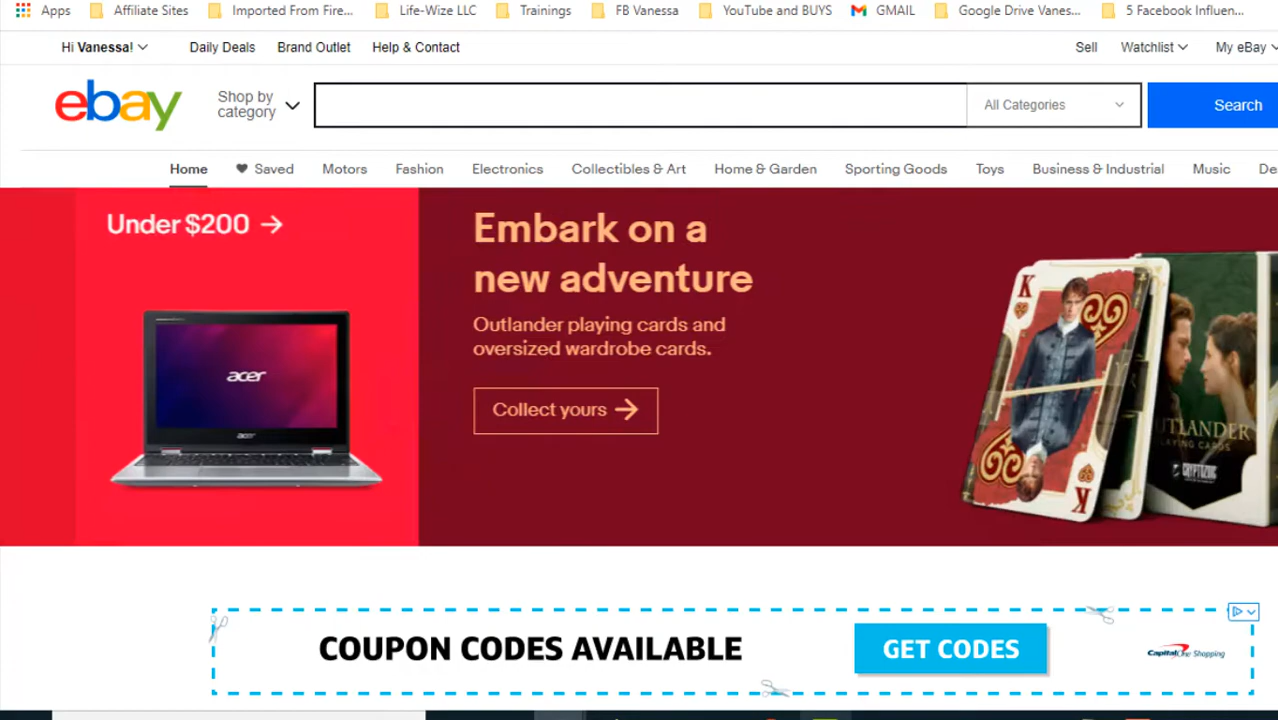 Apps Affiliate Sites Imported From Fire... Life-Wize LLC Trainings FB Vanessa YouTube and BUYS GMAIL Google Drive Vanes... 5 Facebook Influen...
Hi Vanessa! Daily Deals Brand Outlet Help & Contact Sell Watchlist My eBay
ebay
Shop by
category
All Categories
Search
Home Saved Motors Fashion Electronics Collectibles & Art Home & Garden Sporting Goods Toys Business & Industrial Music De
Under $200 →
acer
acer
Embark on a
new adventure
Outlander playing cards and
oversized wardrobe cards.
Collect yours →
K
K
OUTLANDER
PLAYING CARDS
CRYPTOZOIC
COUPON CODES AVAILABLE
GET CODES
CapitalOne Shopping